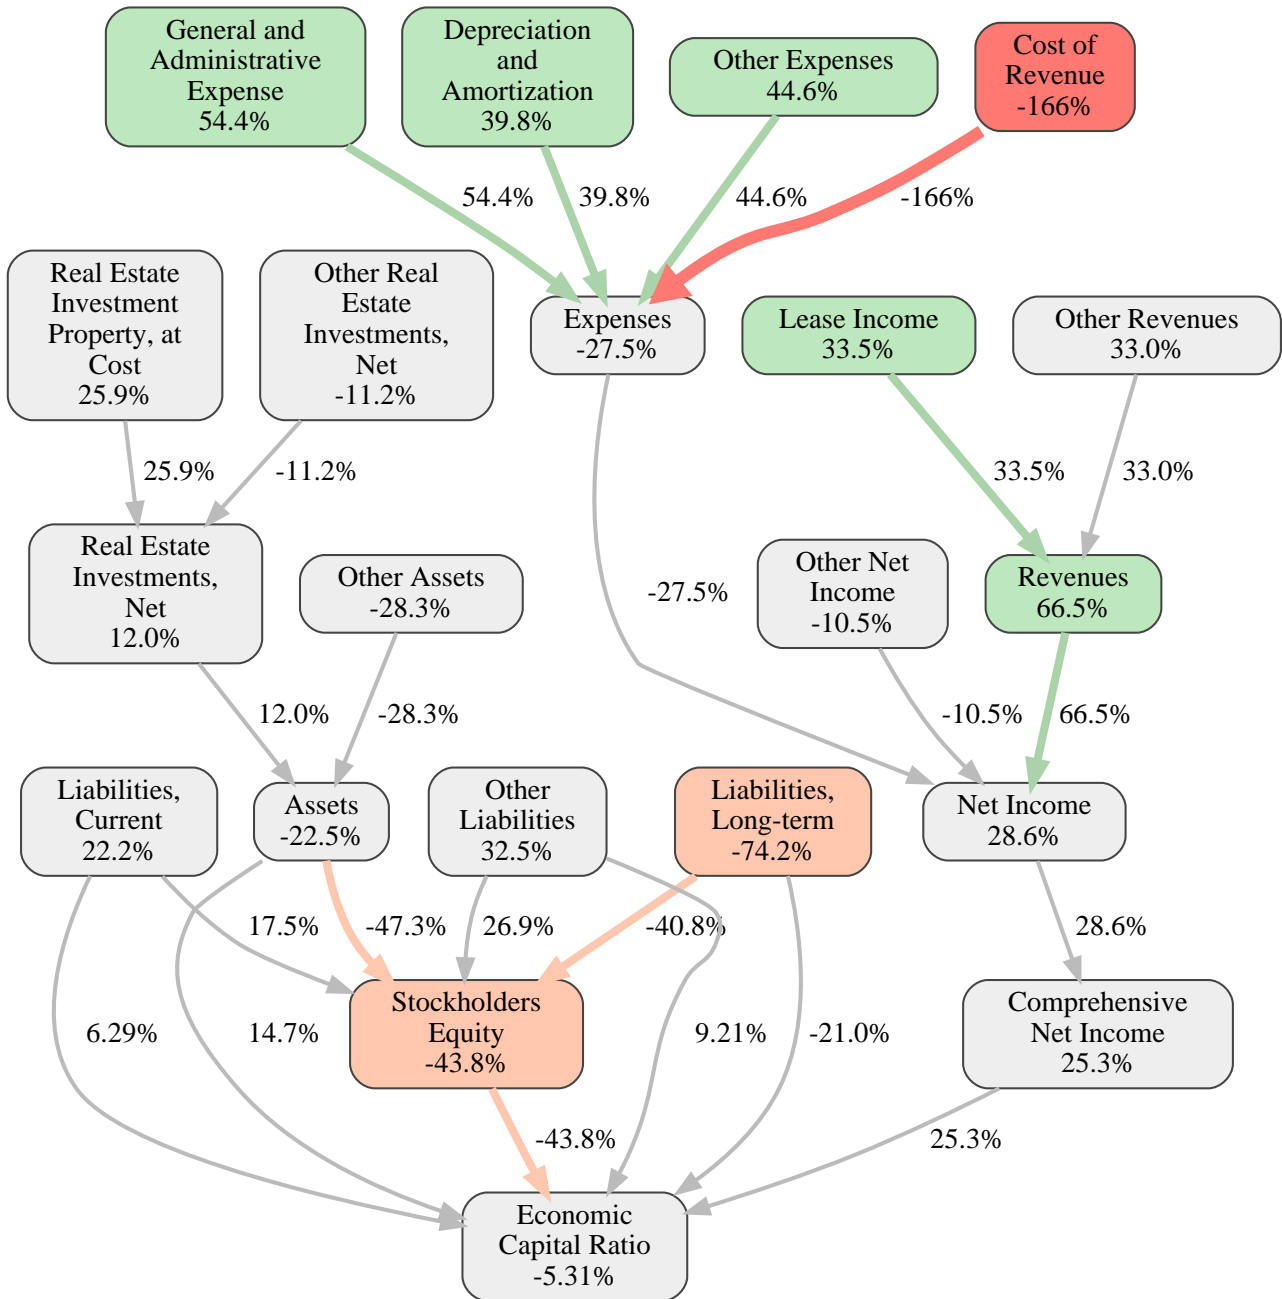 General and
Administrative
Expense
54.4%
Depreciation
and
Amortization
39.8%
Other Expenses
44.6%
Cost of
Revenue
-166%
54.4%
39.8%
44.6%
-166%
Real Estate
Investment
Property, at
Cost
25.9%
Other Real
Estate
Investments,
Net
-11.2%
Expenses
-27.5%
Lease Income
33.5%
Other Revenues
33.0%
25.9%
-11.2%
33.5%
33.0%
Real Estate
Investments,
Net
12.0%
Other Assets
-28.3%
-27.5%
Other Net
Income
-10.5%
Revenues
66.5%
12.0%
-28.3%
-10.5%
66.5%
Liabilities,
Current
22.2%
Assets
-22.5%
Other
Liabilities
32.5%
Liabilities,
Long-term
-74.2%
Net Income
28.6%
17.5%
-47.3%
26.9%
-40.8%
28.6%
6.29%
14.7%
Stockholders
Equity
-43.8%
9.21%
-21.0%
Comprehensive
Net Income
25.3%
-43.8%
25.3%
Economic
Capital Ratio
-5.31%